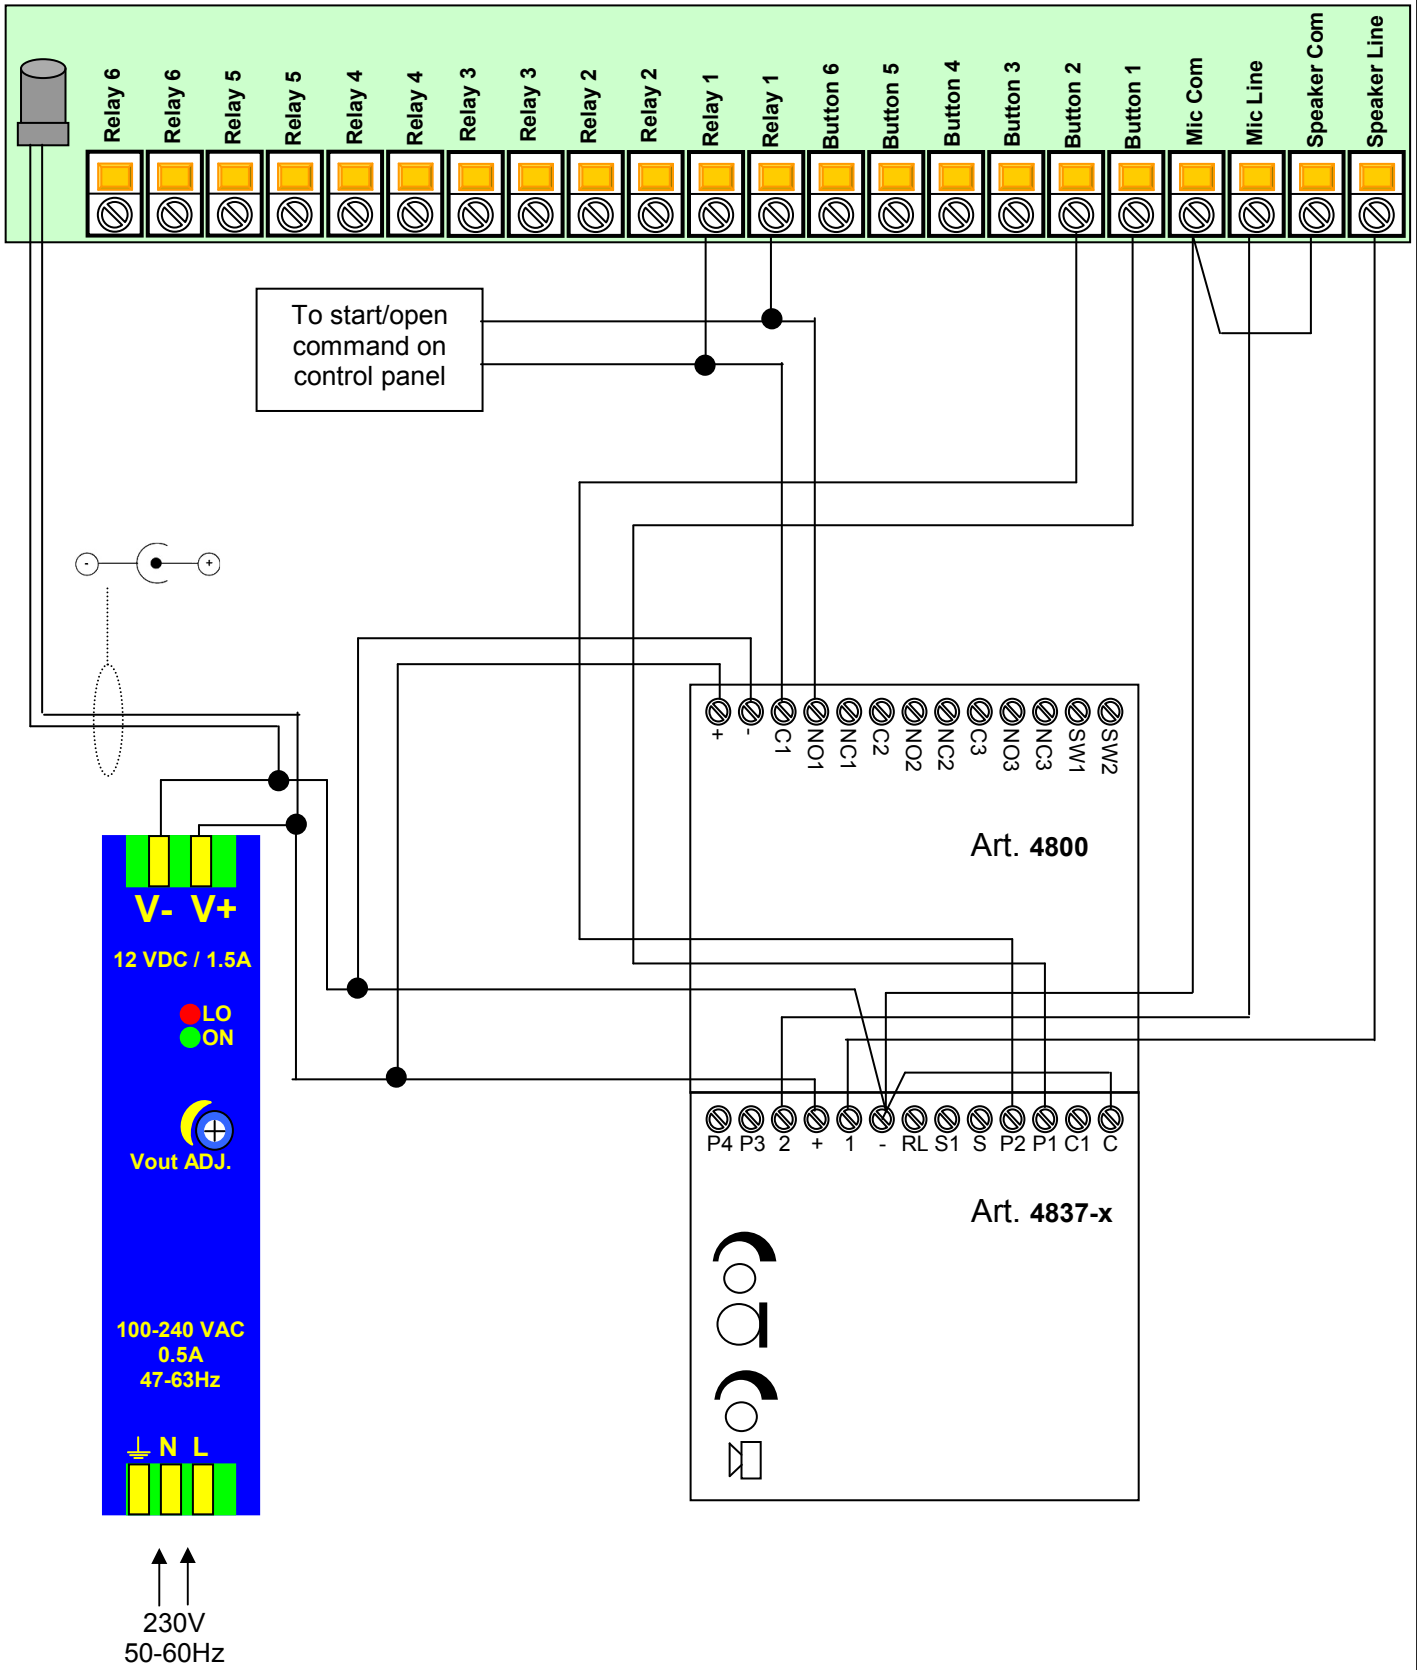 Relay 6
Relay 6
Relay 5
Relay 5
Relay 4
Relay 4
Relay 3
Relay 3
Relay 2
Relay 2
Relay 1
Relay 1
Button 6
Button 5
Button 4
Button 3
Button 2
Button 1
Mic Com
Mic Line
Speaker Com
Speaker Line
To start/open
command on
control panel
- +
+ - C1 NO1 NC1 C2 NO2 NC2 C3 NO3 NC3 SW1 SW2
Art. 4800
V- V+
12 VDC / 1.5A
LO
ON
Vout ADJ.
P4 P3 2 + 1 - RL S1 S P2 P1 C1 C
Art. 4837-x
100-240 VAC
0.5A
47-63Hz
N L
230V
50-60Hz